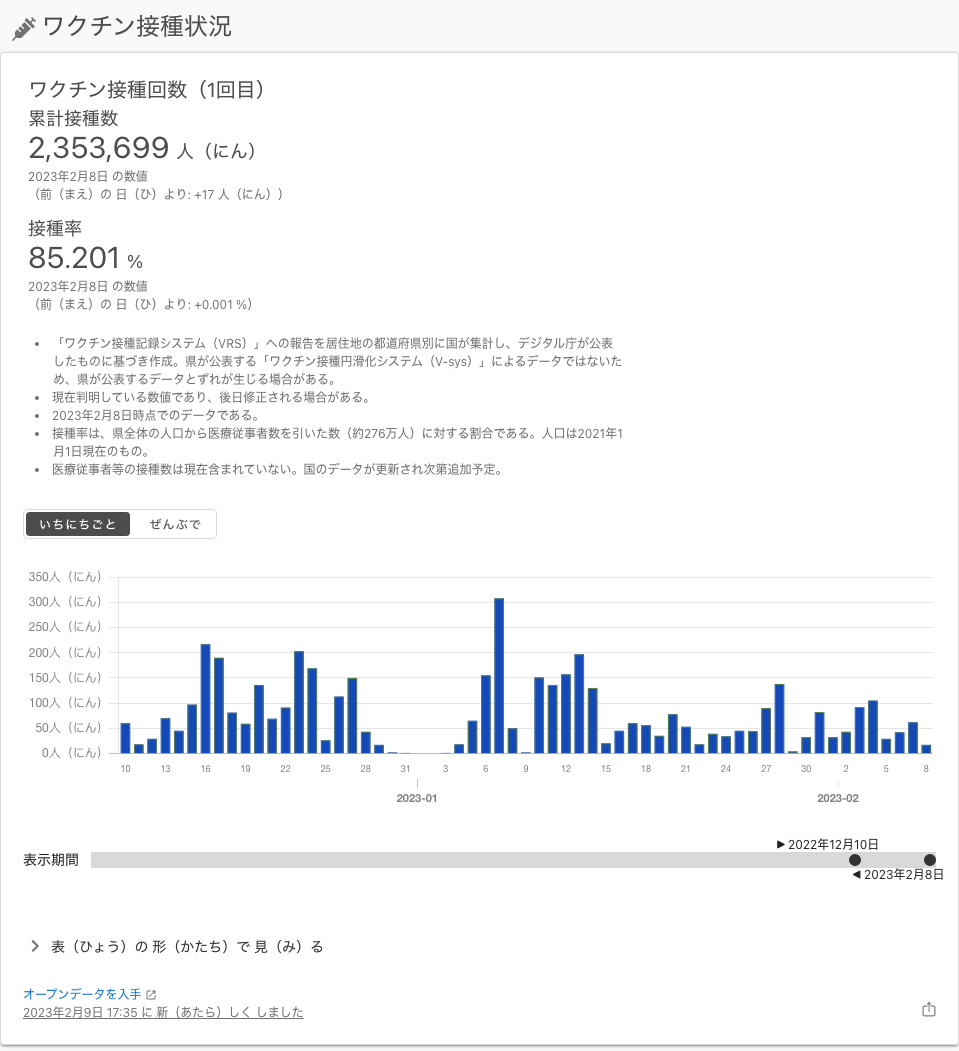 ワクチン接種状況
ワクチン接種回数（1回目）
累計接種数
2,353,699 人（にん）
2023年2月8日 の数値
（前（まえ）の 日（ひ）より: +17 人（にん））
接種率
85.201 %
2023年2月8日 の数値
（前（まえ）の 日（ひ）より: +0.001 %）
• 「ワクチン接種記録システム（VRS）」への報告を居住地の都道府県別に国が集計し、デジタル庁が公表
したものに基づき作成。県が公表する「ワクチン接種円滑化システム（V-sys）」によるデータではないた
め、県が公表するデータとずれが生じる場合がある。
• 現在判明している数値であり、後日修正される場合がある。
• 2023年2月8日時点でのデータである。
• 接種率は、県全体の人口から医療従事者数を引いた数（約276万人）に対する割合である。人口は2021年1
月1日現在のもの。
• 医療従事者等の接種数は現在含まれていない。国のデータが更新され次第追加予定。
いちにちごと ぜんぶで
350人（にん）
300人（にん）
250人（にん）
200人（にん）
150人（にん）
100人（にん）
50人（にん）
0人（にん）
10 13 16 19 22 25 28 31 3 6 9 12 15 18 21 24 27 30 2 5 8
2023-01 2023-02
▶ 2022年12月10日
表示期間
◀ 2023年2月8日
表（ひょう）の 形（かたち）で 見（み）る
オープンデータを入手
2023年2月9日 17:35 に 新（あたら）しく しました